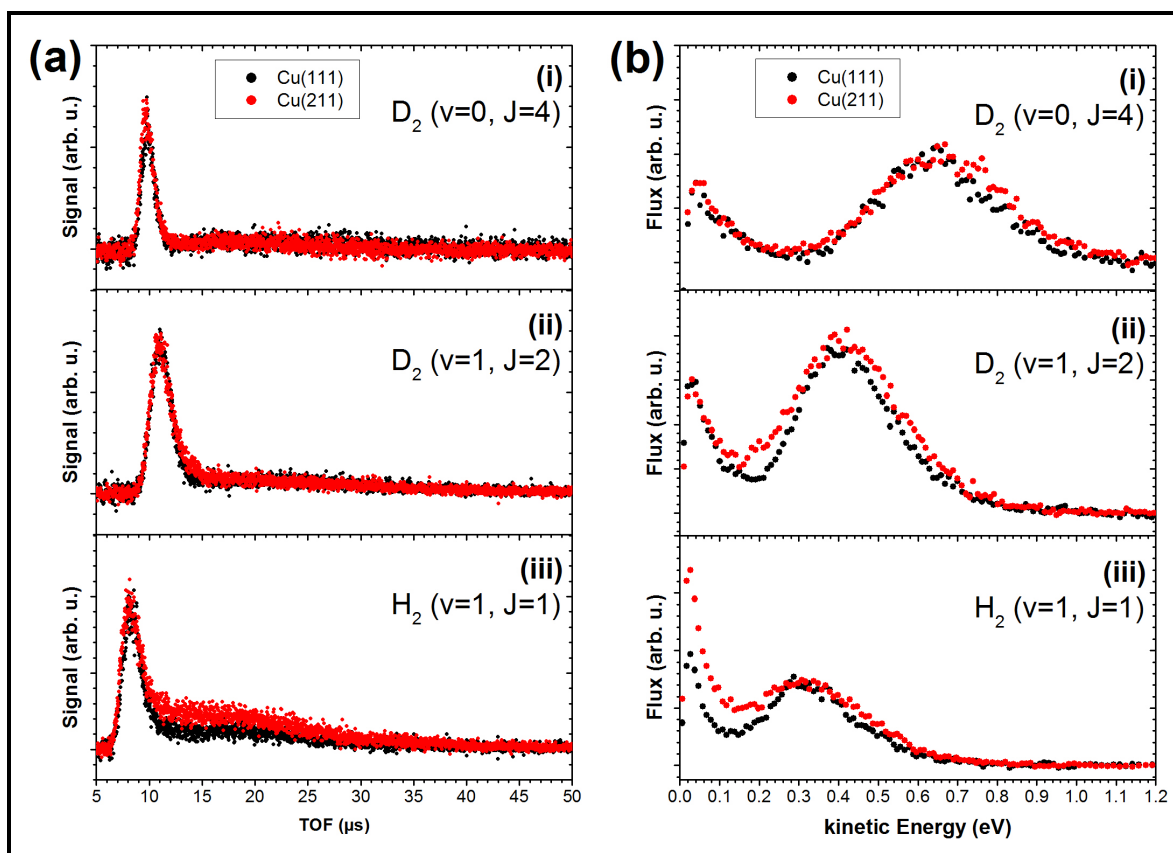 (a)
Cu(111)
Cu(211)
(i)
D2 (v=0, J=4)
Signal (arb. u.)
(ii)
D2 (v=1, J=2)
Signal (arb. u.)
(iii)
H2 (v=1, J=1)
Signal (arb. u.)
5 10 15 20 25 30 35 40 45 50
TOF (µs)
(b)
Cu(111)
Cu(211)
(i)
D2 (v=0, J=4)
Flux (arb. u.)
(ii)
D2 (v=1, J=2)
Flux (arb. u.)
(iii)
H2 (v=1, J=1)
Flux (arb. u.)
0.0 0.1 0.2 0.3 0.4 0.5 0.6 0.7 0.8 0.9 1.0 1.1 1.2
kinetic Energy (eV)